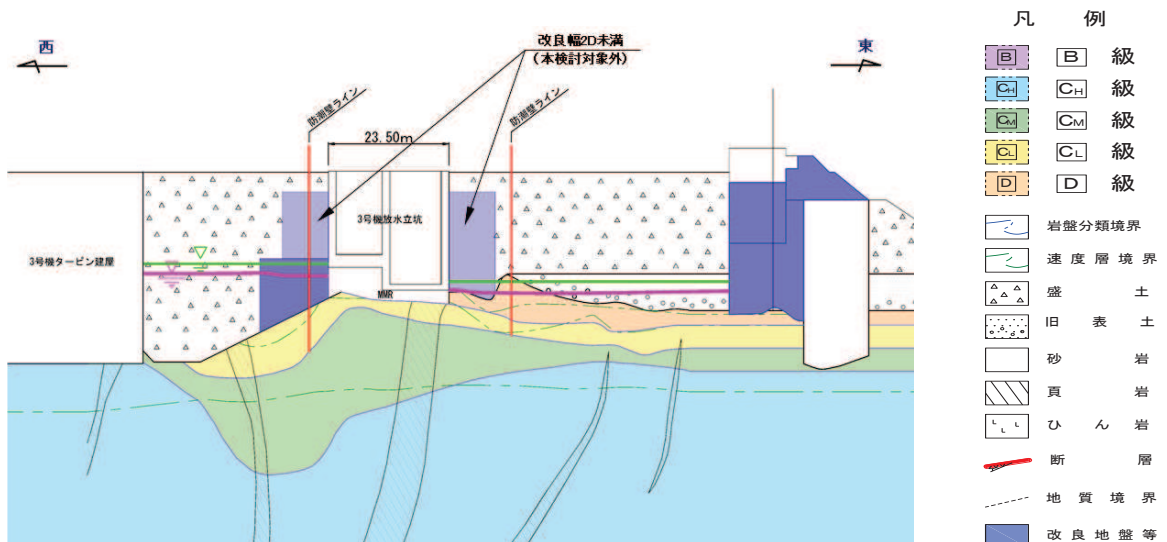 西
改良幅2D未満
（本検討対象外）
東
防潮壁ライン
防潮壁ライン
23.50m
3号機放水立坑
3号機タービン建屋
MMR
凡 例
B B 級
CH CH 級
CM CM 級
CL CL 級
D D 級
岩盤分類境界
速度層境界
盛 土
旧 表 土
砂 岩
頁 岩
ひ ん 岩
断 層
地 質 境 界
改 良 地 盤 等